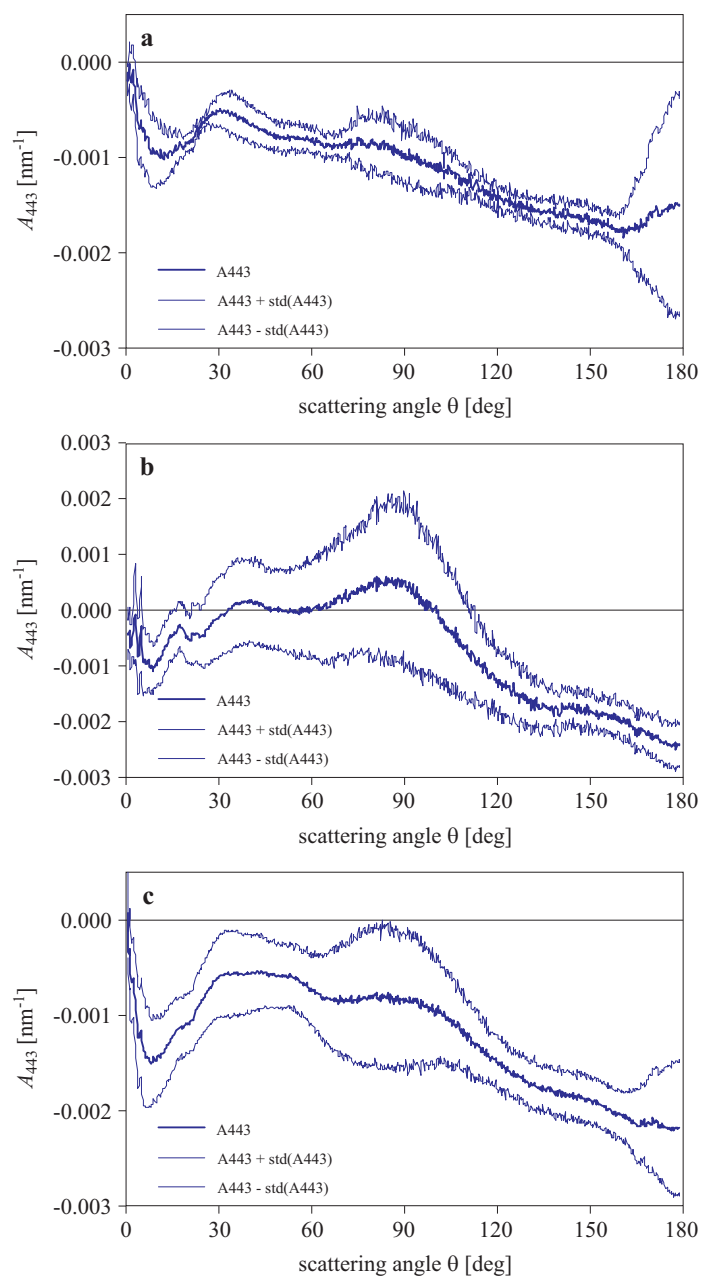 a
0.000
-0.001
-0.002
-0.003
A443 [nm-1]
A443
A443 + std(A443)
A443 - std(A443)
0 30 60 90 120 150 180
scattering angle θ [deg]
b
0.003
0.002
0.001
0.000
-0.001
-0.002
-0.003
A443 [nm-1]
A443
A443 + std(A443)
A443 - std(A443)
0 30 60 90 120 150 180
scattering angle θ [deg]
c
0.000
-0.001
-0.002
-0.003
A443 [nm-1]
A443
A443 + std(A443)
A443 - std(A443)
0 30 60 90 120 150 180
scattering angle θ [deg]